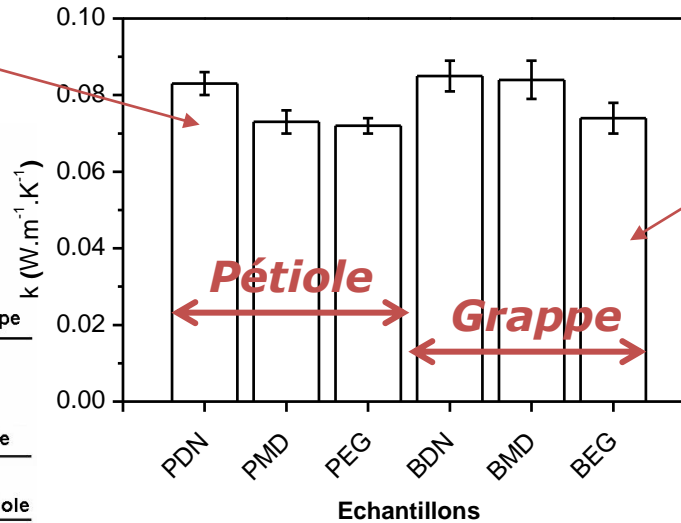 0.10
0.08
0.06
0.04
0.02
0.00
k (W.m⁻¹.K⁻¹)
Pétiole
Grappe
PDN
PMD
PEG
BDN
BMD
BEG
Echantillons
pe
e
ole